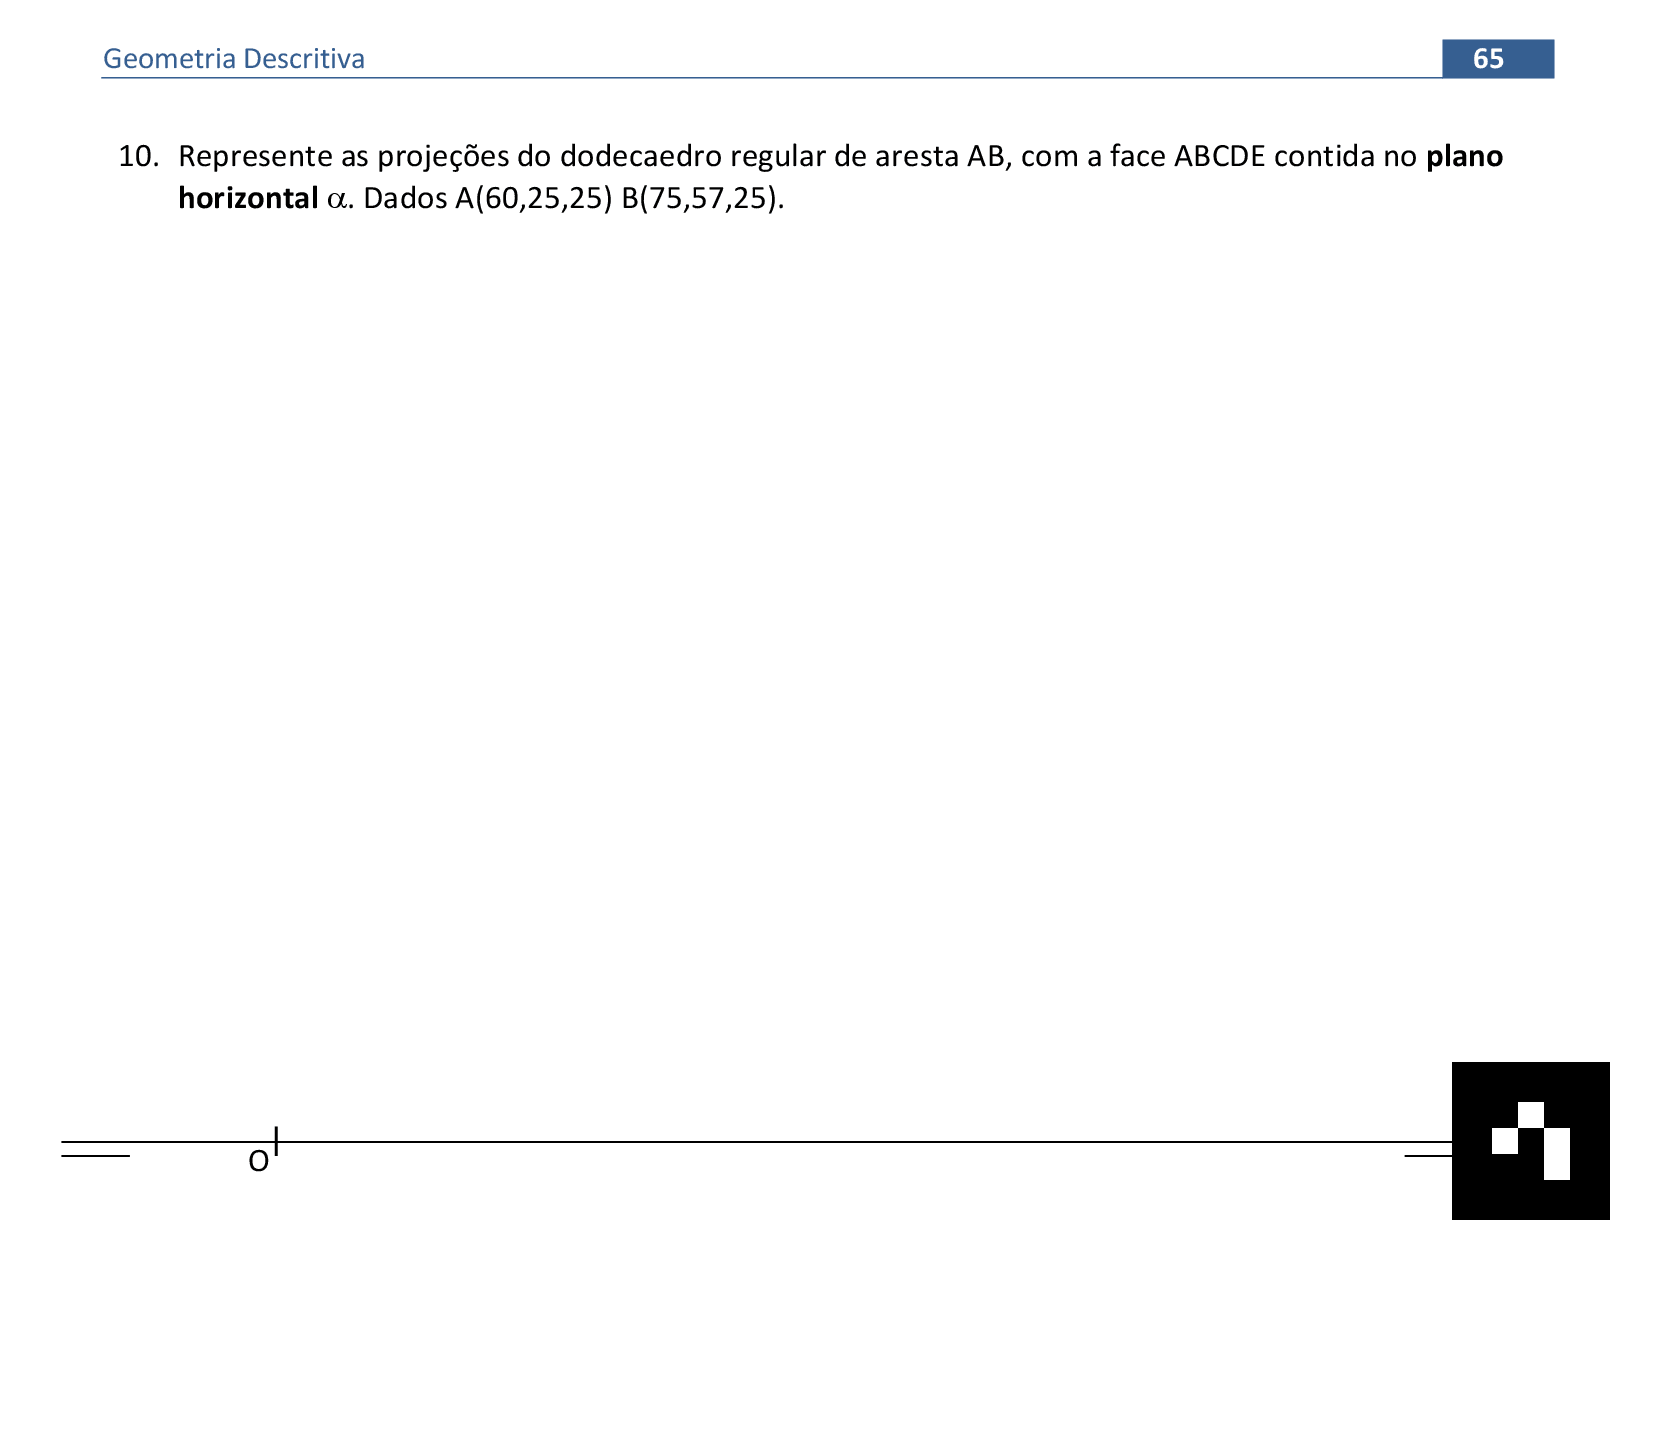 Geometria Descritiva
65
10. Represente as projeções do dodecaedro regular de aresta AB, com a face ABCDE contida no plano
horizontal α. Dados A(60,25,25) B(75,57,25).
O